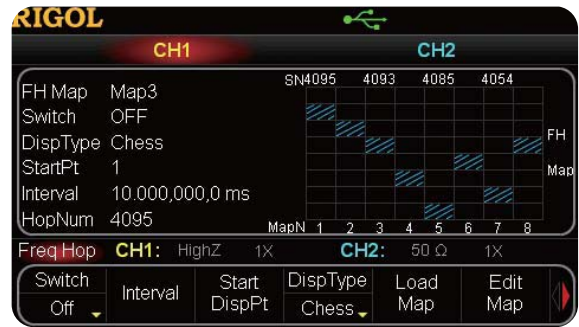 RIGOL
CH1 CH2
SN4095 4093 4085 4054
FH Map Map3
Switch OFF
DispType Chess
FH
StartPt 1
Map
Interval 10.000,000,0 ms
HopNum 4095
MapN 1 2 3 4 5 6 7 8
Freq Hop CH1: HighZ 1X CH2: 50 Ω 1X
Switch Interval Start DispType Load Edit
Off DispPt Chess Map Map